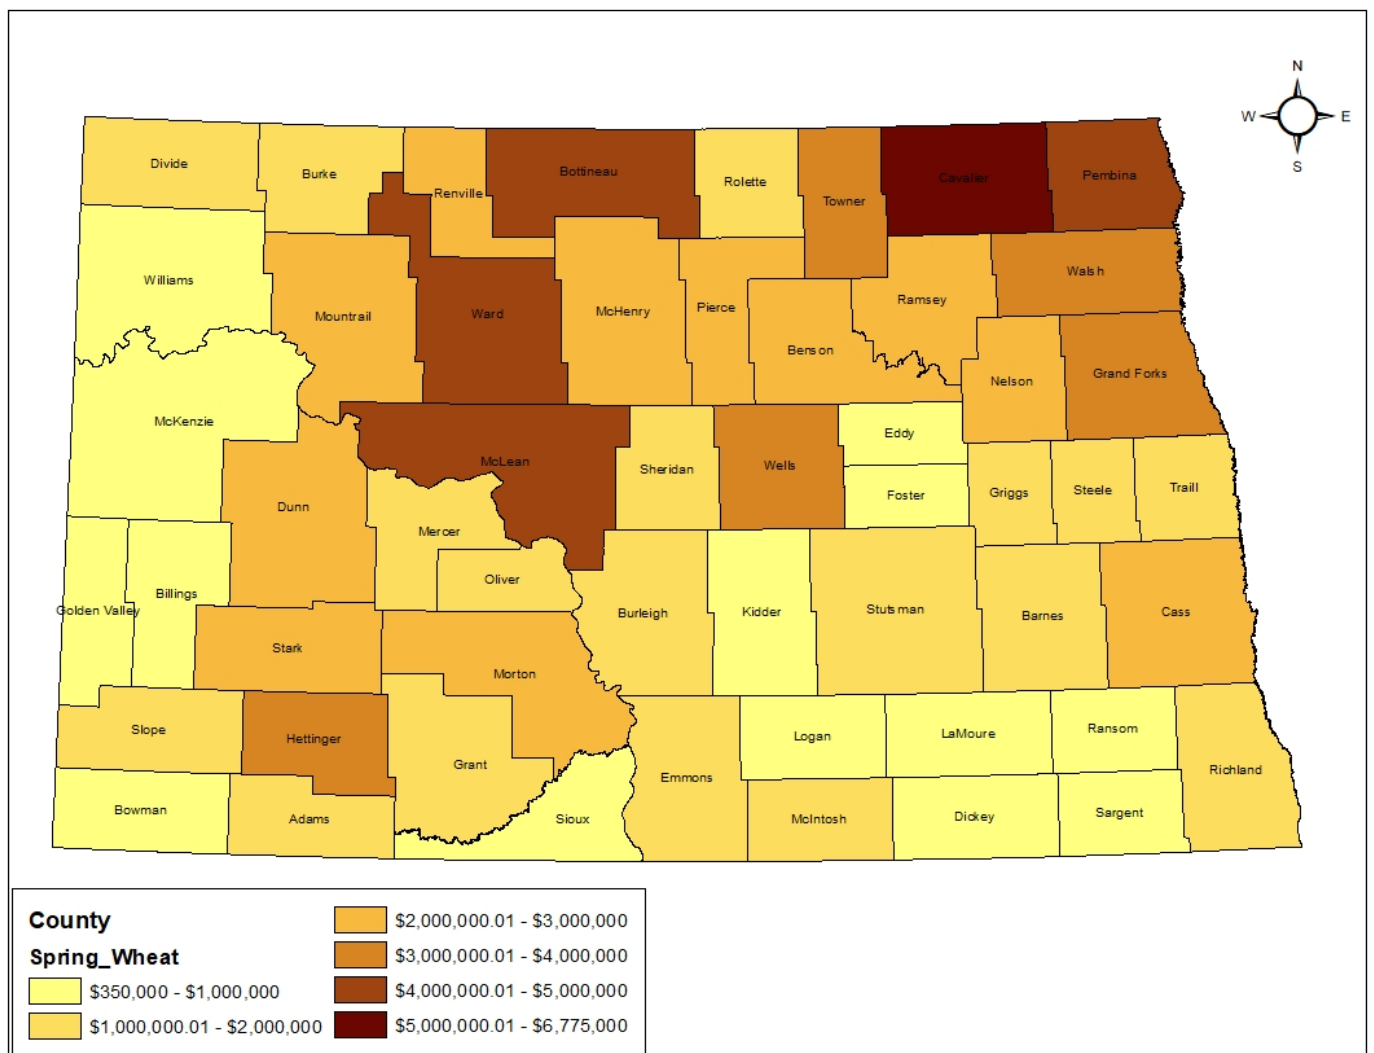 N
W E
S
Divide
Burke
Renville
Bottineau
Rolette
Towner
Cavalier
Pembina
Williams
Mountrail
Ward
McHenry
Pierce
Benson
Ramsey
Walsh
Nelson
Grand Forks
McKenzie
Dunn
McLean
Sheridan
Wells
Eddy
Foster
Griggs
Steele
Traill
Mercer
Oliver
Golden Valley
Billings
Stark
Morton
Burleigh
Kidder
Stutsman
Barnes
Cass
Slope
Hettinger
Grant
Emmons
Logan
LaMoure
Ransom
Richland
Bowman
Adams
Sioux
McIntosh
Dickey
Sargent
County
Spring_Wheat
$350,000 - $1,000,000
$1,000,000.01 - $2,000,000
$2,000,000.01 - $3,000,000
$3,000,000.01 - $4,000,000
$4,000,000.01 - $5,000,000
$5,000,000.01 - $6,775,000